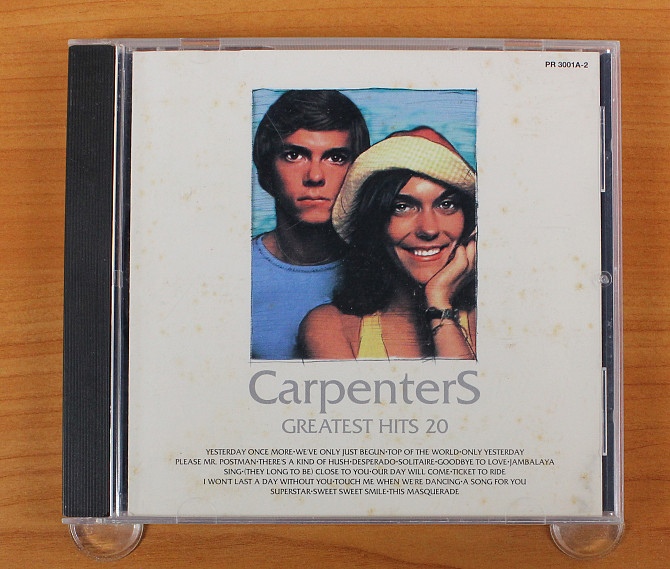 PR 3001A-2
CarpenterS
GREATEST HITS 20
YESTERDAY ONCE MORE·WE'VE ONLY JUST BEGUN·TOP OF THE WORLD·ONLY YESTERDAY
PLEASE MR. POSTMAN·THERE'S A KIND OF HUSH·DESPERADO·SOLITAIRE·GOODBYE TO LOVE·JAMBALAYA
SING·(THEY LONG TO BE) CLOSE TO YOU·OUR DAY WILL COME·TICKET TO RIDE
I WON'T LAST A DAY WITHOUT YOU·TOUCH ME WHEN WE'RE DANCING·A SONG FOR YOU
SUPERSTAR·SWEET SWEET SMILE·THIS MASQUERADE